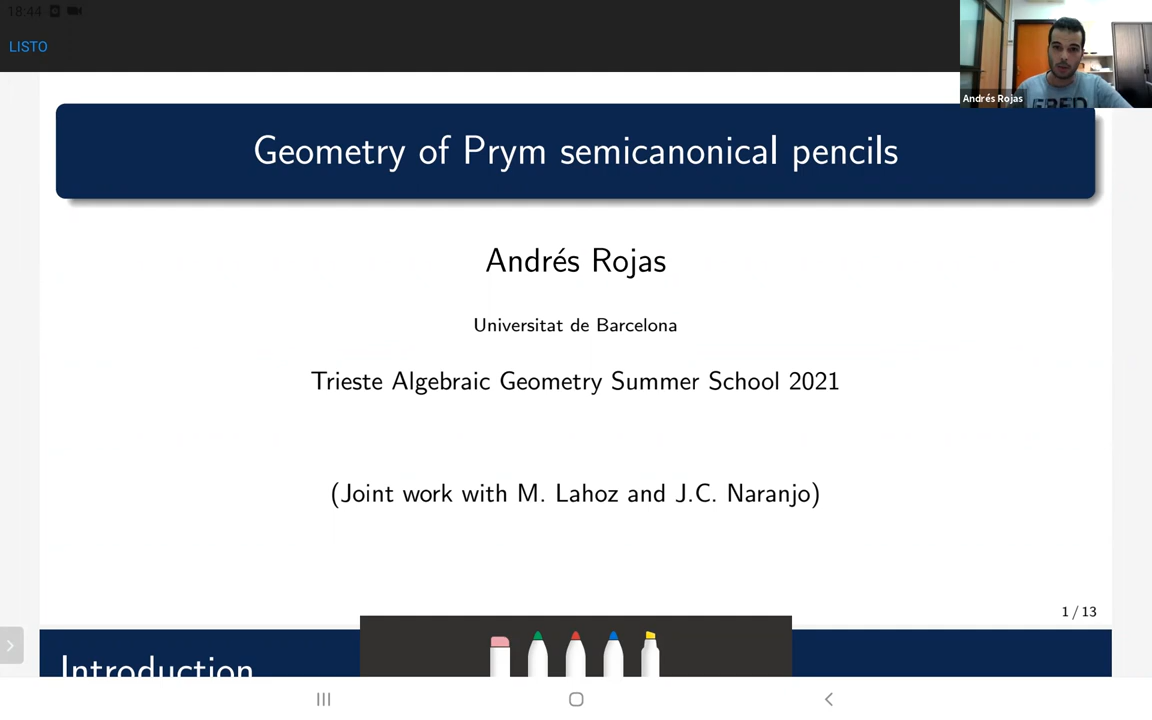 18:44
LISTO
Andrés Rojas
Geometry of Prym semicanonical pencils
Andrés Rojas
Universitat de Barcelona
Trieste Algebraic Geometry Summer School 2021
(Joint work with M. Lahoz and J.C. Naranjo)
1 / 13
Introduction